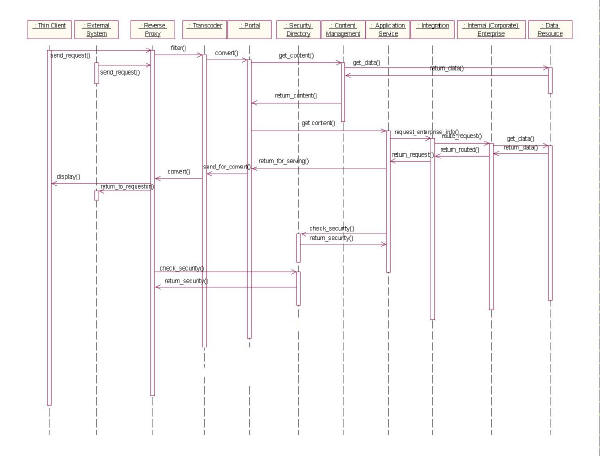 : Thin Client
: External
System
: Reverse
Proxy
: Transcoder
: Portal
: Security
Directory
: Content
Management
: Application
Service
: Integration
: Internal (Corporate)
Enterprise
: Data
Resource
send_request()
filter()
convert()
get_content()
get_data()
return_data()
send_request()
return_content()
get content()
request_enterprise_info()
route_request()
get_data()
return_data()
return_routed()
return_request()
return_for_serving()
send_for_convert()
convert()
display()
return_to_requestor()
check_security()
return_security()
check_security()
return_security()